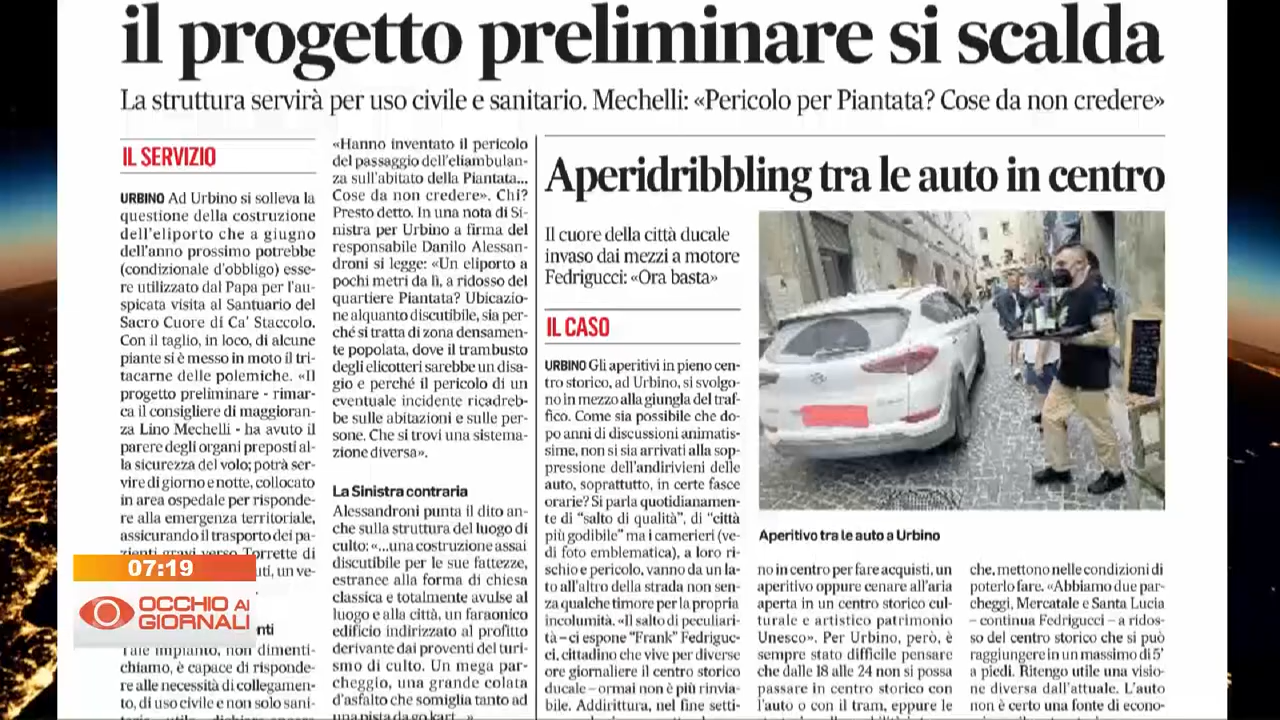 il progetto preliminare si scalda
La struttura servirà per uso civile e sanitario. Mechelli: «Pericolo per Piantata? Cose da non credere»
IL SERVIZIO
URBINO Ad Urbino si solleva la
questione della costruzione
dell'eliporto che a giugno
dell'anno prossimo potrebbe
(condizionale d'obbligo) esse-
re utilizzato dal Papa per l'au-
spicata visita al Santuario del
Sacro Cuore di Ca' Staccolo.
Con il taglio, in loco, di alcune
piante si è messo in moto il tri-
tacarne delle polemiche. «Il
progetto preliminare - rimar-
ca il consigliere di maggioran-
za Lino Mechelli - ha avuto il
parere degli organi preposti al-
la sicurezza del volo; potrà ser-
vire di giorno e notte, collocato
in area ospedale per risponde-
re alla emergenza territoriale,
assicurando il trasporto dei pa-
zienti gravi verso Torrette di
uti, un ve-
nti
Tale impianto, non dimenti-
chiamo, è capace di risponde-
re alle necessità di collegamen-
to, di uso civile e non solo sani-
«Hanno inventato il pericolo
del passaggio dell'eliambulan-
za sull'abitato della Piantata...
Cose da non credere». Chi?
Presto detto. In una nota di Si-
nistra per Urbino a firma del
responsabile Danilo Alessan-
droni si legge: «Un eliporto a
pochi metri da lì, a ridosso del
quartiere Piantata? Ubicazio-
ne alquanto discutibile, sia per-
ché si tratta di zona densamen-
te popolata, dove il trambusto
degli elicotteri sarebbe un disa-
gio e perché il pericolo di un
eventuale incidente ricadreb-
be sulle abitazioni e sulle per-
sone. Che si trovi una sistema-
zione diversa».
La Sinistra contraria
Alessandroni punta il dito an-
che sulla struttura del luogo di
culto: «...una costruzione assai
discutibile per le sue fattezze,
estranee alla forma di chiesa
classica e totalmente avulse al
luogo e alla città, un faraonico
edificio indirizzato al profitto
derivante dai proventi del turi-
smo di culto. Un mega par-
cheggio, una grande colata
d'asfalto che somiglia tanto ad
una pista da go kart...»
Aperidribbling tra le auto in centro
Il cuore della città ducale
invaso dai mezzi a motore
Fedrigucci: «Ora basta»
IL CASO
URBINO Gli aperitivi in pieno cen-
tro storico, ad Urbino, si svolgo-
no in mezzo alla giungla del traf-
fico. Come sia possibile che do-
po anni di discussioni animatis-
sime, non si sia arrivati alla sop-
pressione dell'andirivieni delle
auto, soprattutto, in certe fasce
orarie? Si parla quotidianamen-
te di “salto di qualità”, di “città
più godibile” ma i camerieri (ve-
di foto emblematica), a loro ri-
schio e pericolo, vanno da un la-
to all'altro della strada non sen-
za qualche timore per la propria
incolumità. «Il salto di peculiari-
tà – ci espone “Frank” Fedriguc-
ci, cittadino che vive per diverse
ore giornaliere il centro storico
ducale – ormai non è più rinvia-
bile. Addirittura, nel fine setti-
Aperitivo tra le auto a Urbino
no in centro per fare acquisti, un
aperitivo oppure cenare all'aria
aperta in un centro storico cul-
turale e artistico patrimonio
Unesco». Per Urbino, però, è
sempre stato difficile pensare
che dalle 18 alle 24 non si possa
passare in centro storico con
l'auto o con il tram, eppure le
che, mettono nelle condizioni di
poterlo fare. «Abbiamo due par-
cheggi, Mercatale e Santa Lucia
– continua Fedrigucci – a ridos-
so del centro storico che si può
raggiungere in un massimo di 5'
a piedi. Ritengo utile una visio-
ne diversa dall'attuale. L'auto
non è certo una fonte di econo-
07:19
OCCHIO AI
GIORNALI